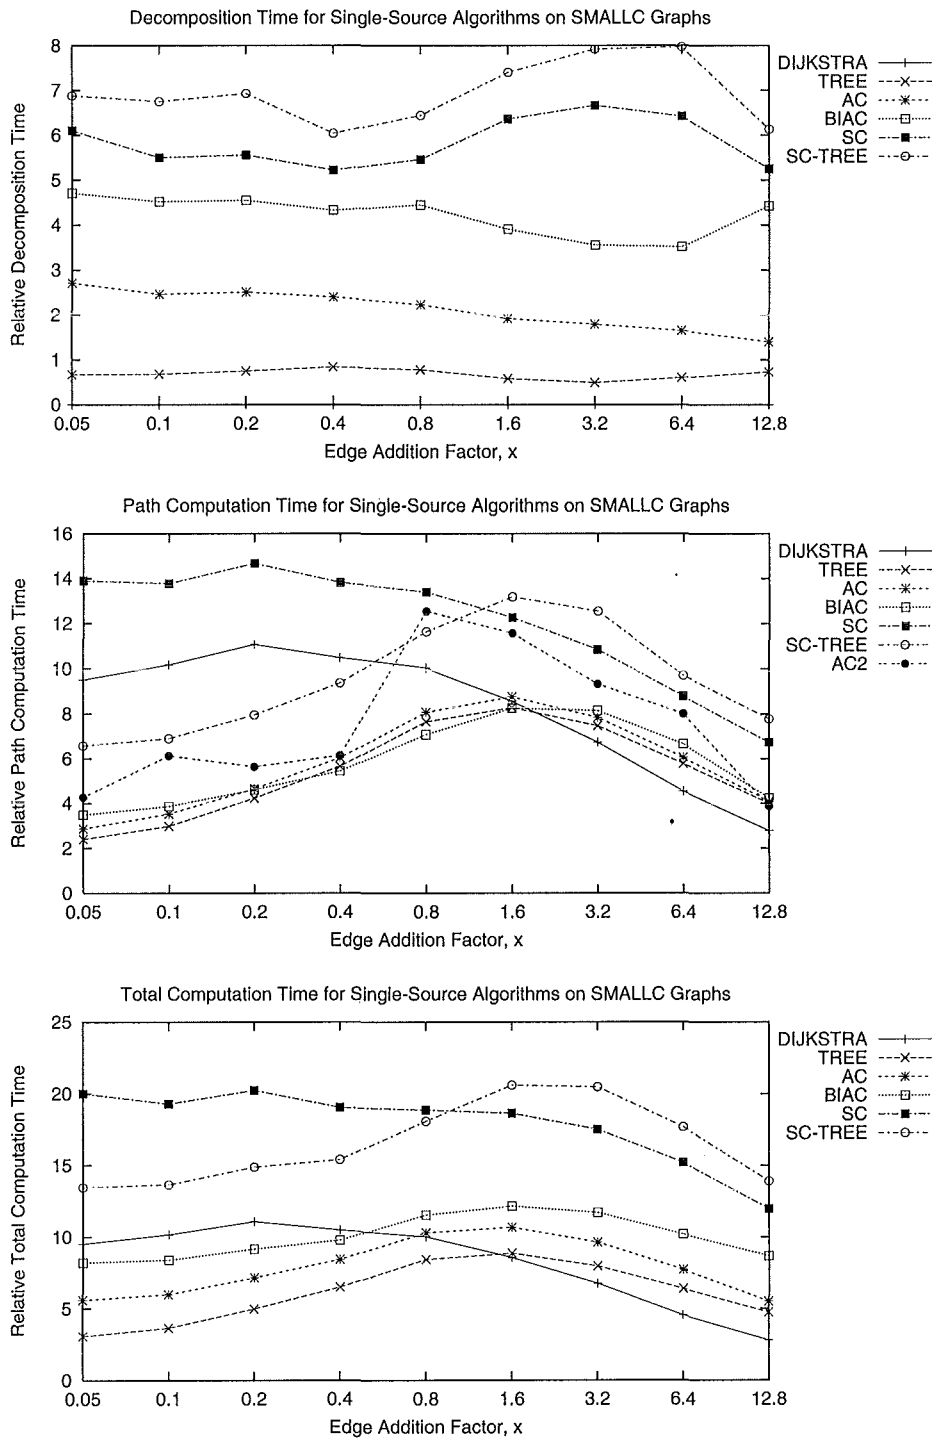 Decomposition Time for Single-Source Algorithms on SMALLC Graphs
8
7
6
5
4
3
2
1
0
Relative Decomposition Time
0.05 0.1 0.2 0.4 0.8 1.6 3.2 6.4 12.8
Edge Addition Factor, x
DIJKSTRA
TREE
AC
BIAC
SC
SC-TREE
Path Computation Time for Single-Source Algorithms on SMALLC Graphs
16
14
12
10
8
6
4
2
0
Relative Path Computation Time
0.05 0.1 0.2 0.4 0.8 1.6 3.2 6.4 12.8
Edge Addition Factor, x
DIJKSTRA
TREE
AC
BIAC
SC
SC-TREE
AC2
Total Computation Time for Single-Source Algorithms on SMALLC Graphs
25
20
15
10
5
0
Relative Total Computation Time
0.05 0.1 0.2 0.4 0.8 1.6 3.2 6.4 12.8
Edge Addition Factor, x
DIJKSTRA
TREE
AC
BIAC
SC
SC-TREE